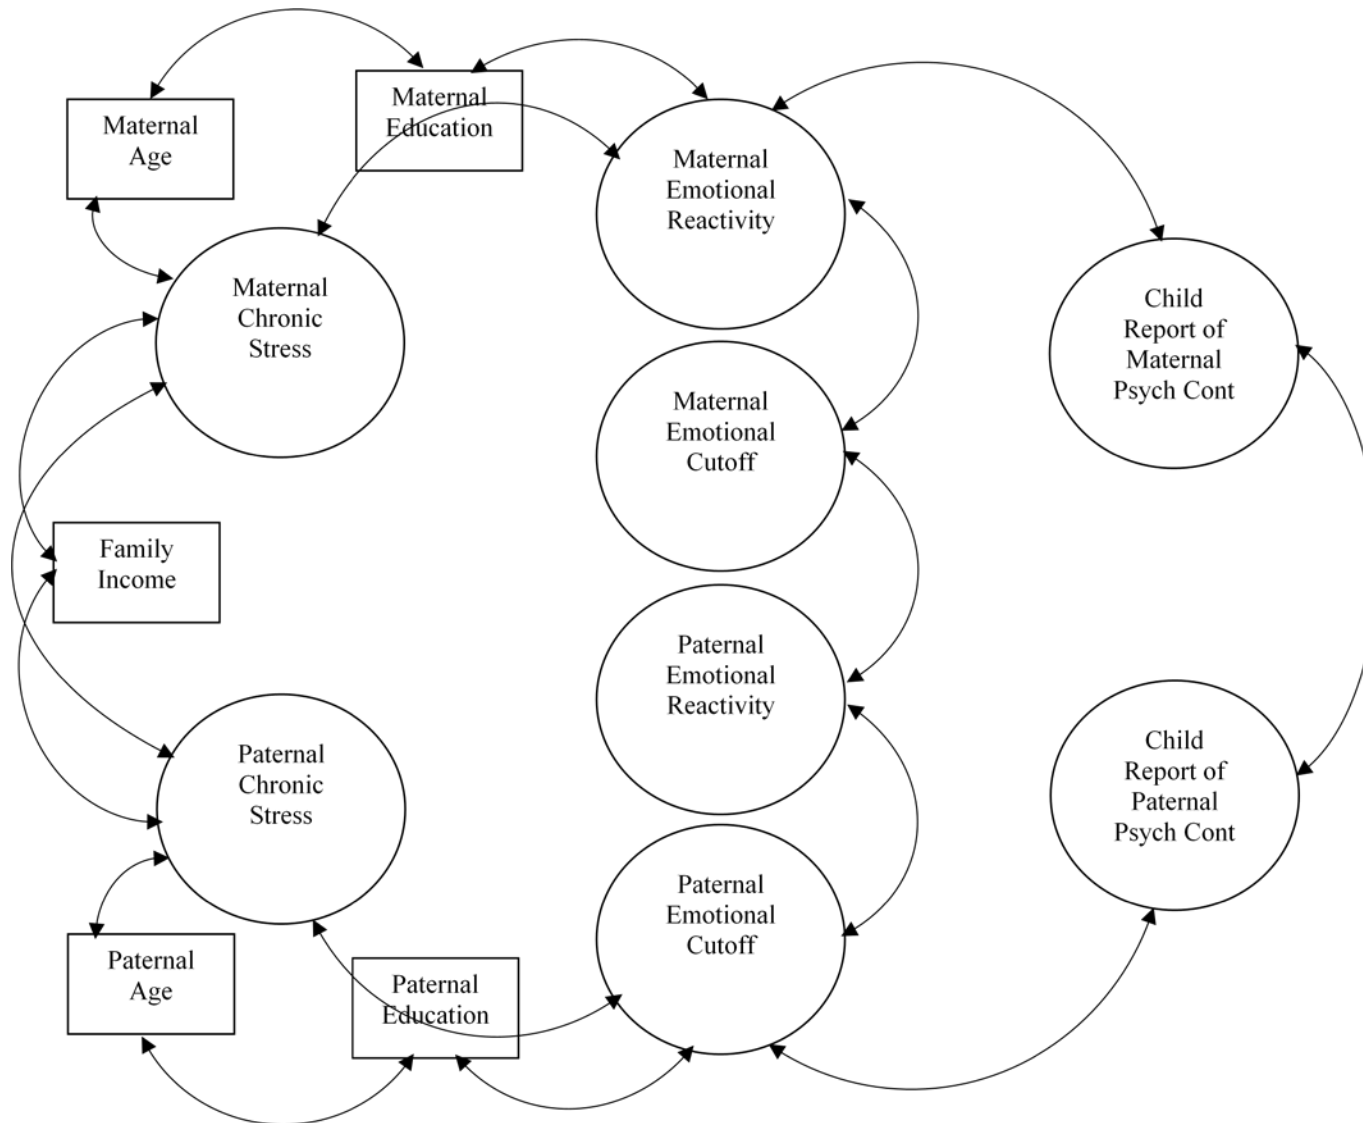 Maternal
Age
Maternal
Education
Maternal
Emotional
Reactivity
Maternal
Chronic
Stress
Child
Report of
Maternal
Psych Cont
Maternal
Emotional
Cutoff
Family
Income
Paternal
Emotional
Reactivity
Paternal
Chronic
Stress
Child
Report of
Paternal
Psych Cont
Paternal
Emotional
Cutoff
Paternal
Age
Paternal
Education